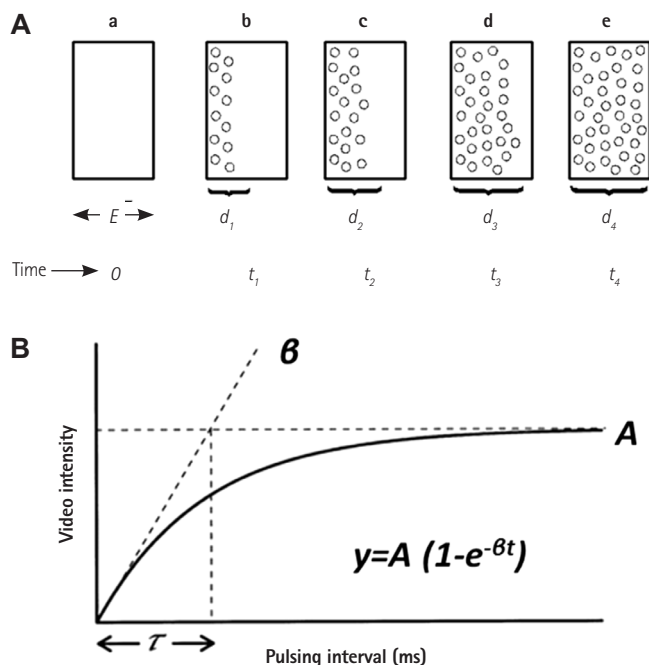 A
a b c d e
E –
d₁ d₂ d₃ d₄
Time 0 t₁ t₂ t₃ t₄
B
β
A
Video intensity
y=A (1-e^-βt)
τ
Pulsing interval (ms)